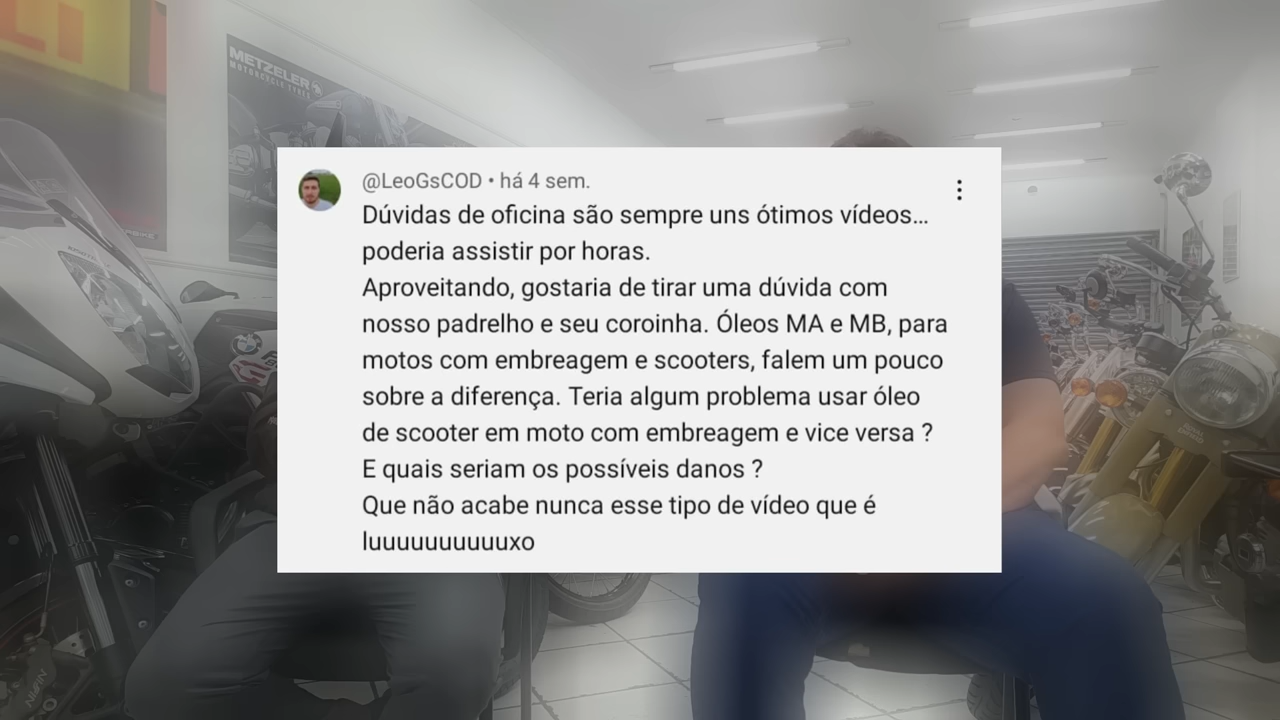 METZELER
MOTORCYCLE TYRES
@LeoGsCOD • há 4 sem.
Dúvidas de oficina são sempre uns ótimos vídeos...
poderia assistir por horas.
Aproveitando, gostaria de tirar uma dúvida com
nosso padrelho e seu coroinha. Óleos MA e MB, para
motos com embreagem e scooters, falem um pouco
sobre a diferença. Teria algum problema usar óleo
de scooter em moto com embreagem e vice versa ?
E quais seriam os possíveis danos ?
Que não acabe nunca esse tipo de vídeo que é
luuuuuuuuuuxo